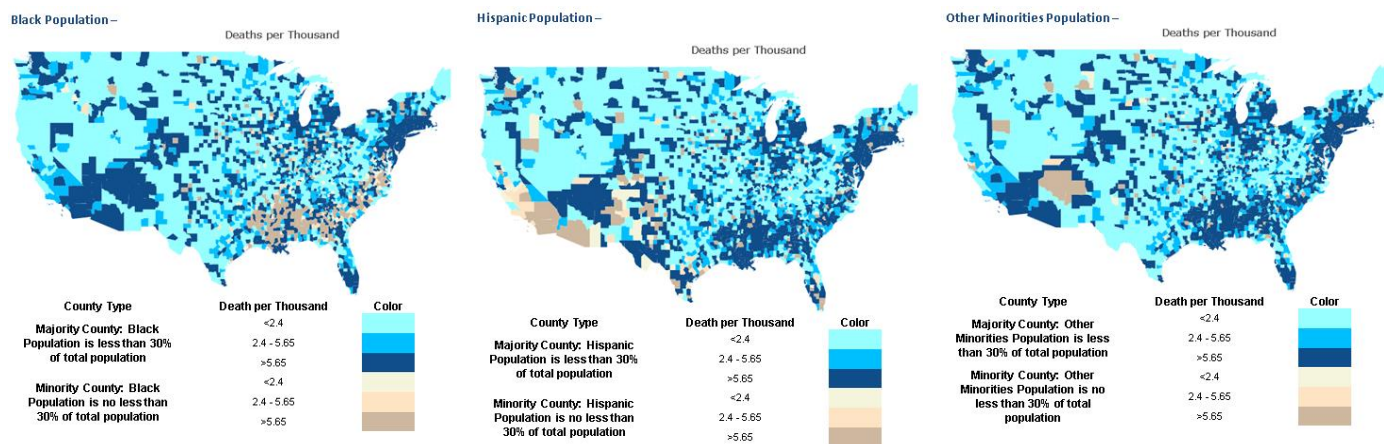 Black Population –
Deaths per Thousand
County Type Death per Thousand Color
Majority County: Black
Population is less than 30%
of total population
<2.4
2.4 - 5.65
>5.65
Minority County: Black
Population is no less than
30% of total population
<2.4
2.4 - 5.65
>5.65
Hispanic Population –
Deaths per Thousand
County Type Death per Thousand Color
Majority County: Hispanic
Population is less than 30%
of total population
<2.4
2.4 - 5.65
>5.65
Minority County: Hispanic
Population is no less than
30% of total population
<2.4
2.4 - 5.65
>5.65
Other Minorities Population –
Deaths per Thousand
County Type Death per Thousand Color
Majority County: Other
Minorities Population is less
than 30% of total population
<2.4
2.4 - 5.65
>5.65
Minority County: Other
Minorities Population is no
less than 30% of total
population
<2.4
2.4 - 5.65
>5.65